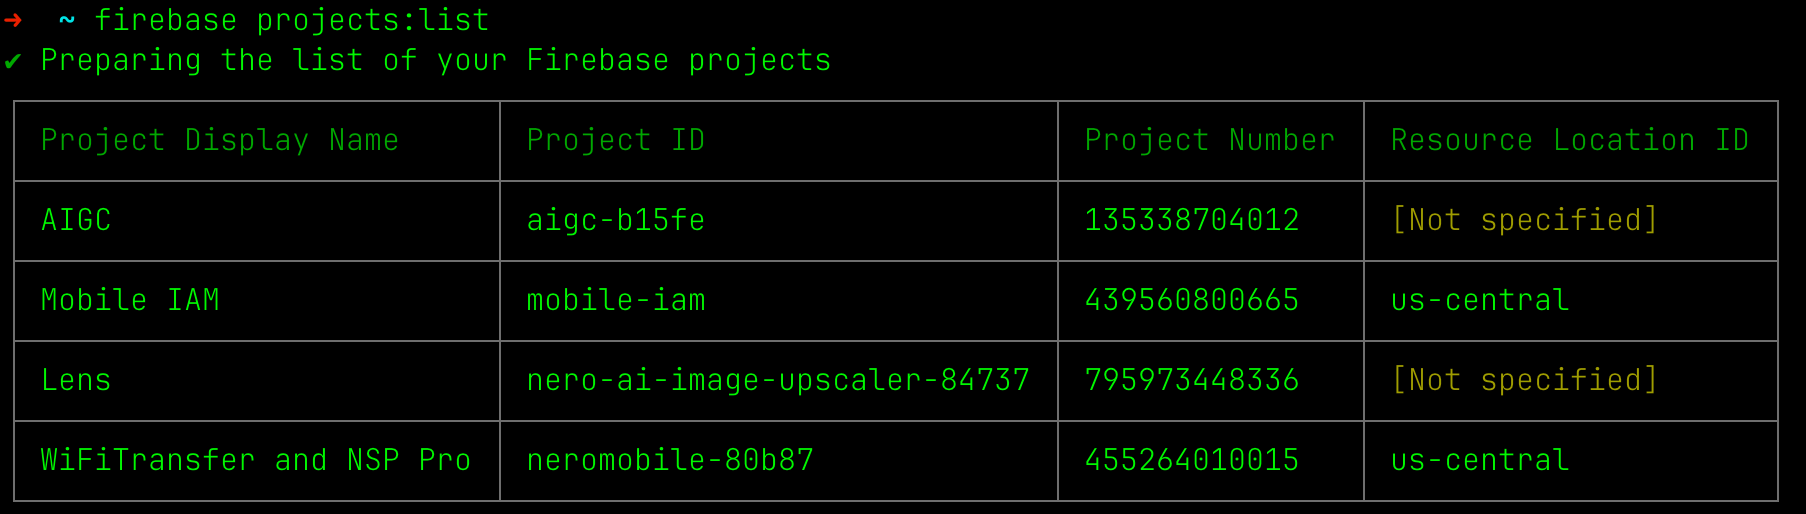 ➜  ~ firebase projects:list
✔ Preparing the list of your Firebase projects
Project Display Name Project ID Project Number Resource Location ID
AIGC aigc-b15fe 135338704012 [Not specified]
Mobile IAM mobile-iam 439560800665 us-central
Lens nero-ai-image-upscaler-84737 795973448336 [Not specified]
WiFiTransfer and NSP Pro neromobile-80b87 455264010015 us-central